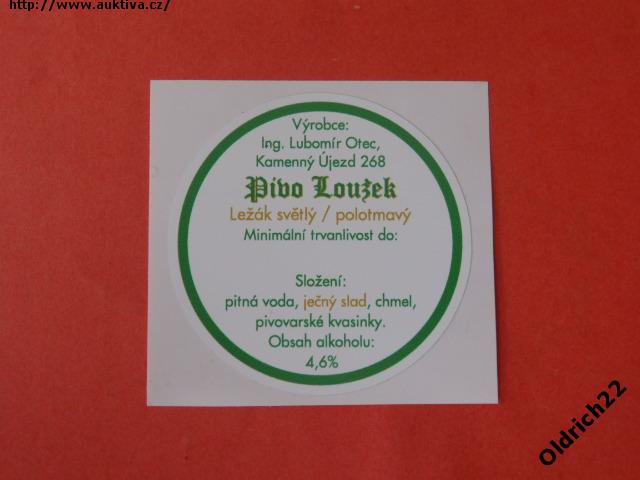 http://www.auktiva.cz/
Výrobce:
Ing. Lubomír Otec,
Kamenný Újezd 268
Pivo Loužek
Ležák světlý / polotmavý
Minimální trvanlivost do:
Složení:
pitná voda, ječný slad, chmel,
pivovarské kvasinky.
Obsah alkoholu:
4,6%
Oldrich22